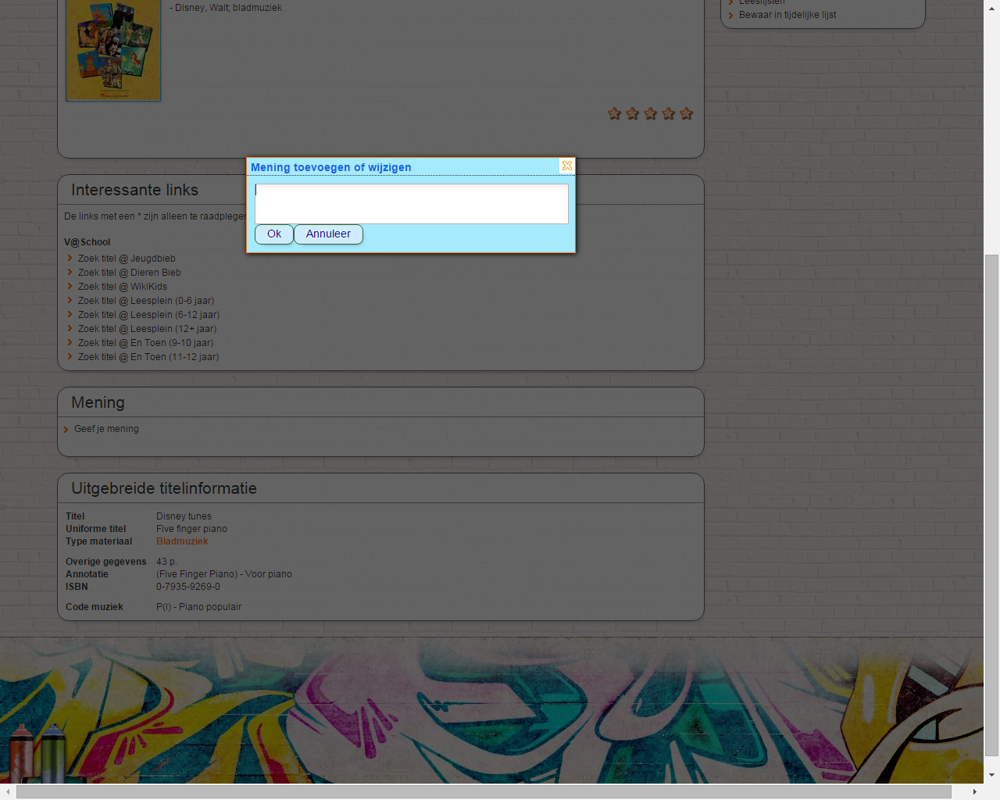 - Disney, Walt; bladmuziek
Leeslijsten
Bewaar in tijdelijke lijst
Mening toevoegen of wijzigen
Ok
Annuleer
Interessante links
De links met een * zijn alleen te raadplegen
V@School
Zoek titel @ Jeugdbieb
Zoek titel @ Dieren Bieb
Zoek titel @ WikiKids
Zoek titel @ Leesplein (0-6 jaar)
Zoek titel @ Leesplein (6-12 jaar)
Zoek titel @ Leesplein (12+ jaar)
Zoek titel @ En Toen (9-10 jaar)
Zoek titel @ En Toen (11-12 jaar)
Mening
Geef je mening
Uitgebreide titelinformatie
Titel Disney tunes
Uniforme titel Five finger piano
Type materiaal Bladmuziek
Overige gegevens 43 p.
Annotatie (Five Finger Piano) - Voor piano
ISBN 0-7935-9269-0
Code muziek P(I) - Piano populair